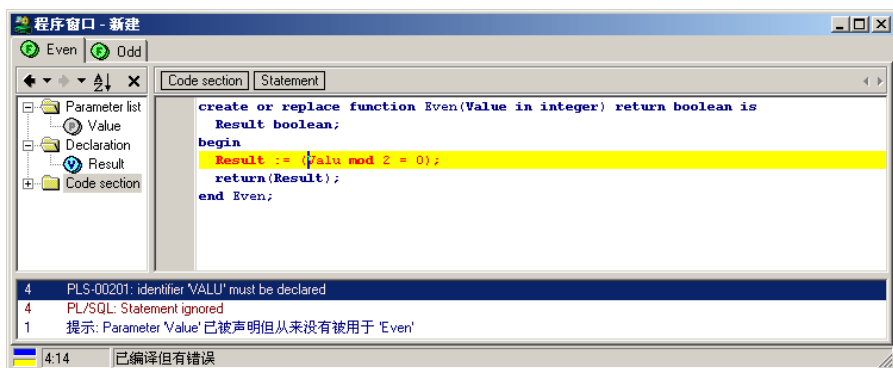 程序窗口 - 新建
Even Odd
Code section Statement
Parameter list
Value
Declaration
Result
Code section
create or replace function Even(Value in integer) return boolean is
Result boolean;
begin
Result := (Valu mod 2 = 0);
return(Result);
end Even;
4 PLS-00201: identifier 'VALU' must be declared
4 PL/SQL: Statement ignored
1 提示: Parameter 'Value' 已被声明但从来没有被用于 'Even'
4:14 已编译但有错误